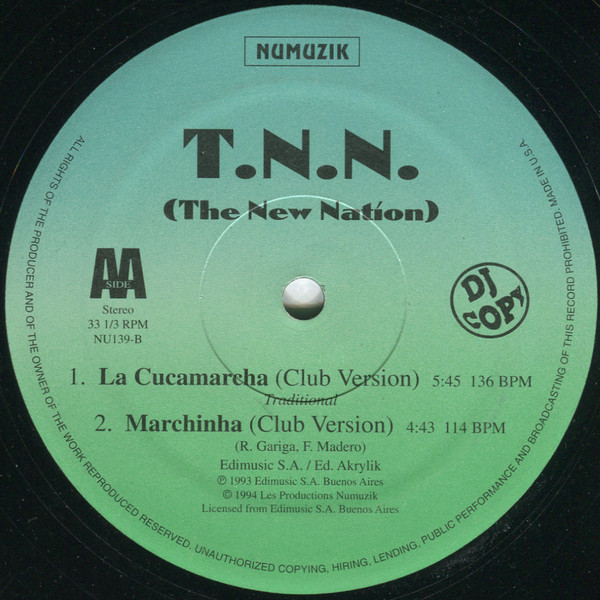 NUMUZIK
T.N.N.
(The New Nation)
AA
SIDE
Stereo
33 1/3 RPM
NU139-B
DJ
COPY
1. La Cucamarcha (Club Version) 5:45 136 BPM
Traditional
2. Marchinha (Club Version) 4:43 114 BPM
(R. Gariga, F. Madero)
Edimusic S.A. / Ed. Akrylik
℗ 1993 Edimusic S.A. Buenos Aires
© 1994 Les Productions Numuzik
Licensed from Edimusic S.A. Buenos Aires
ALL RIGHTS OF THE PRODUCER AND OF THE OWNER OF THE WORK REPRODUCED RESERVED. UNAUTHORIZED COPYING, HIRING, LENDING, PUBLIC PERFORMANCE AND BROADCASTING OF THIS RECORD PROHIBITED. MADE IN U.S.A.